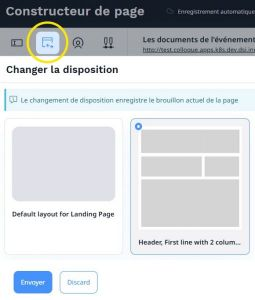 Constructeur de page
Enregistrement automatique
Les documents de l'événement
http://test.colloque.apps.k8s.dev.dsi.in
Changer la disposition
Le changement de disposition enregistre le brouillon actuel de la page
Default layout for Landing Page
Header, First line with 2 colum...
Envoyer
Discard